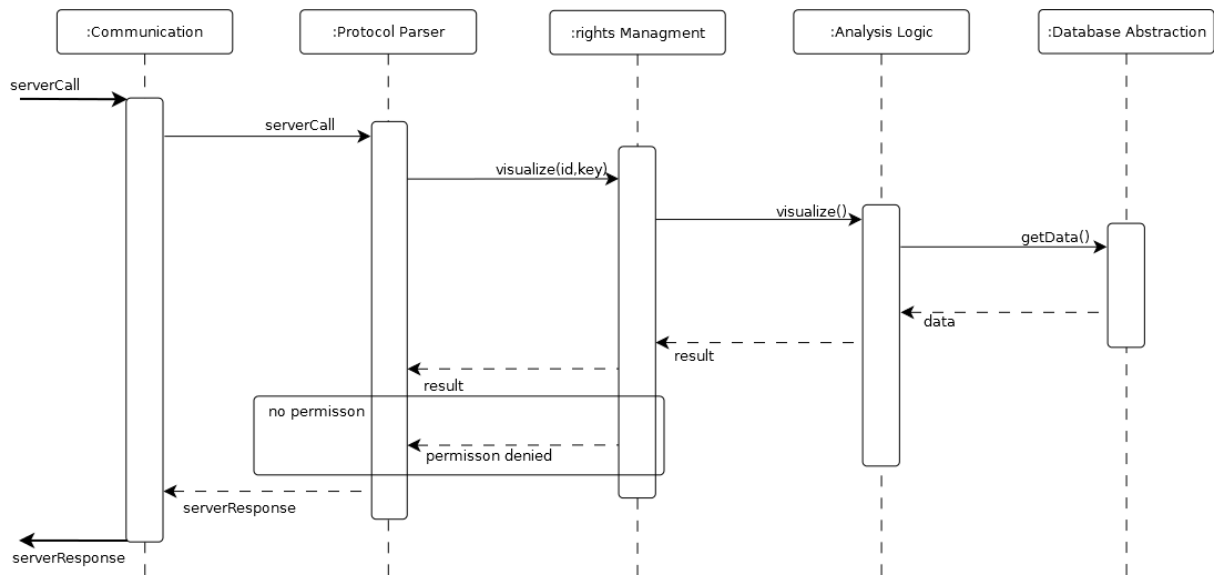 :Communication
:Protocol Parser
:rights Managment
:Analysis Logic
:Database Abstraction
serverCall
serverCall
visualize(id,key)
visualize()
getData()
data
result
result
no permisson
permisson denied
serverResponse
serverResponse